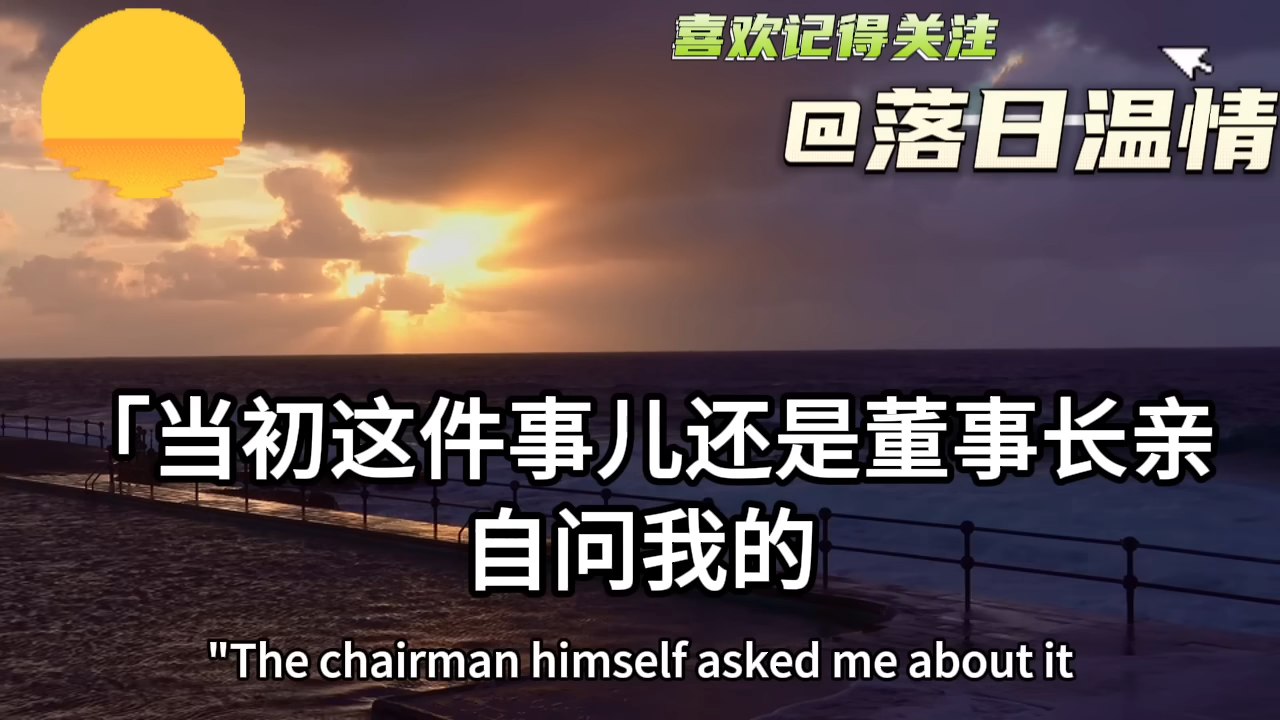 喜欢记得关注
@落日温情
「当初这件事儿还是董事长亲
自问我的
"The chairman himself asked me about it